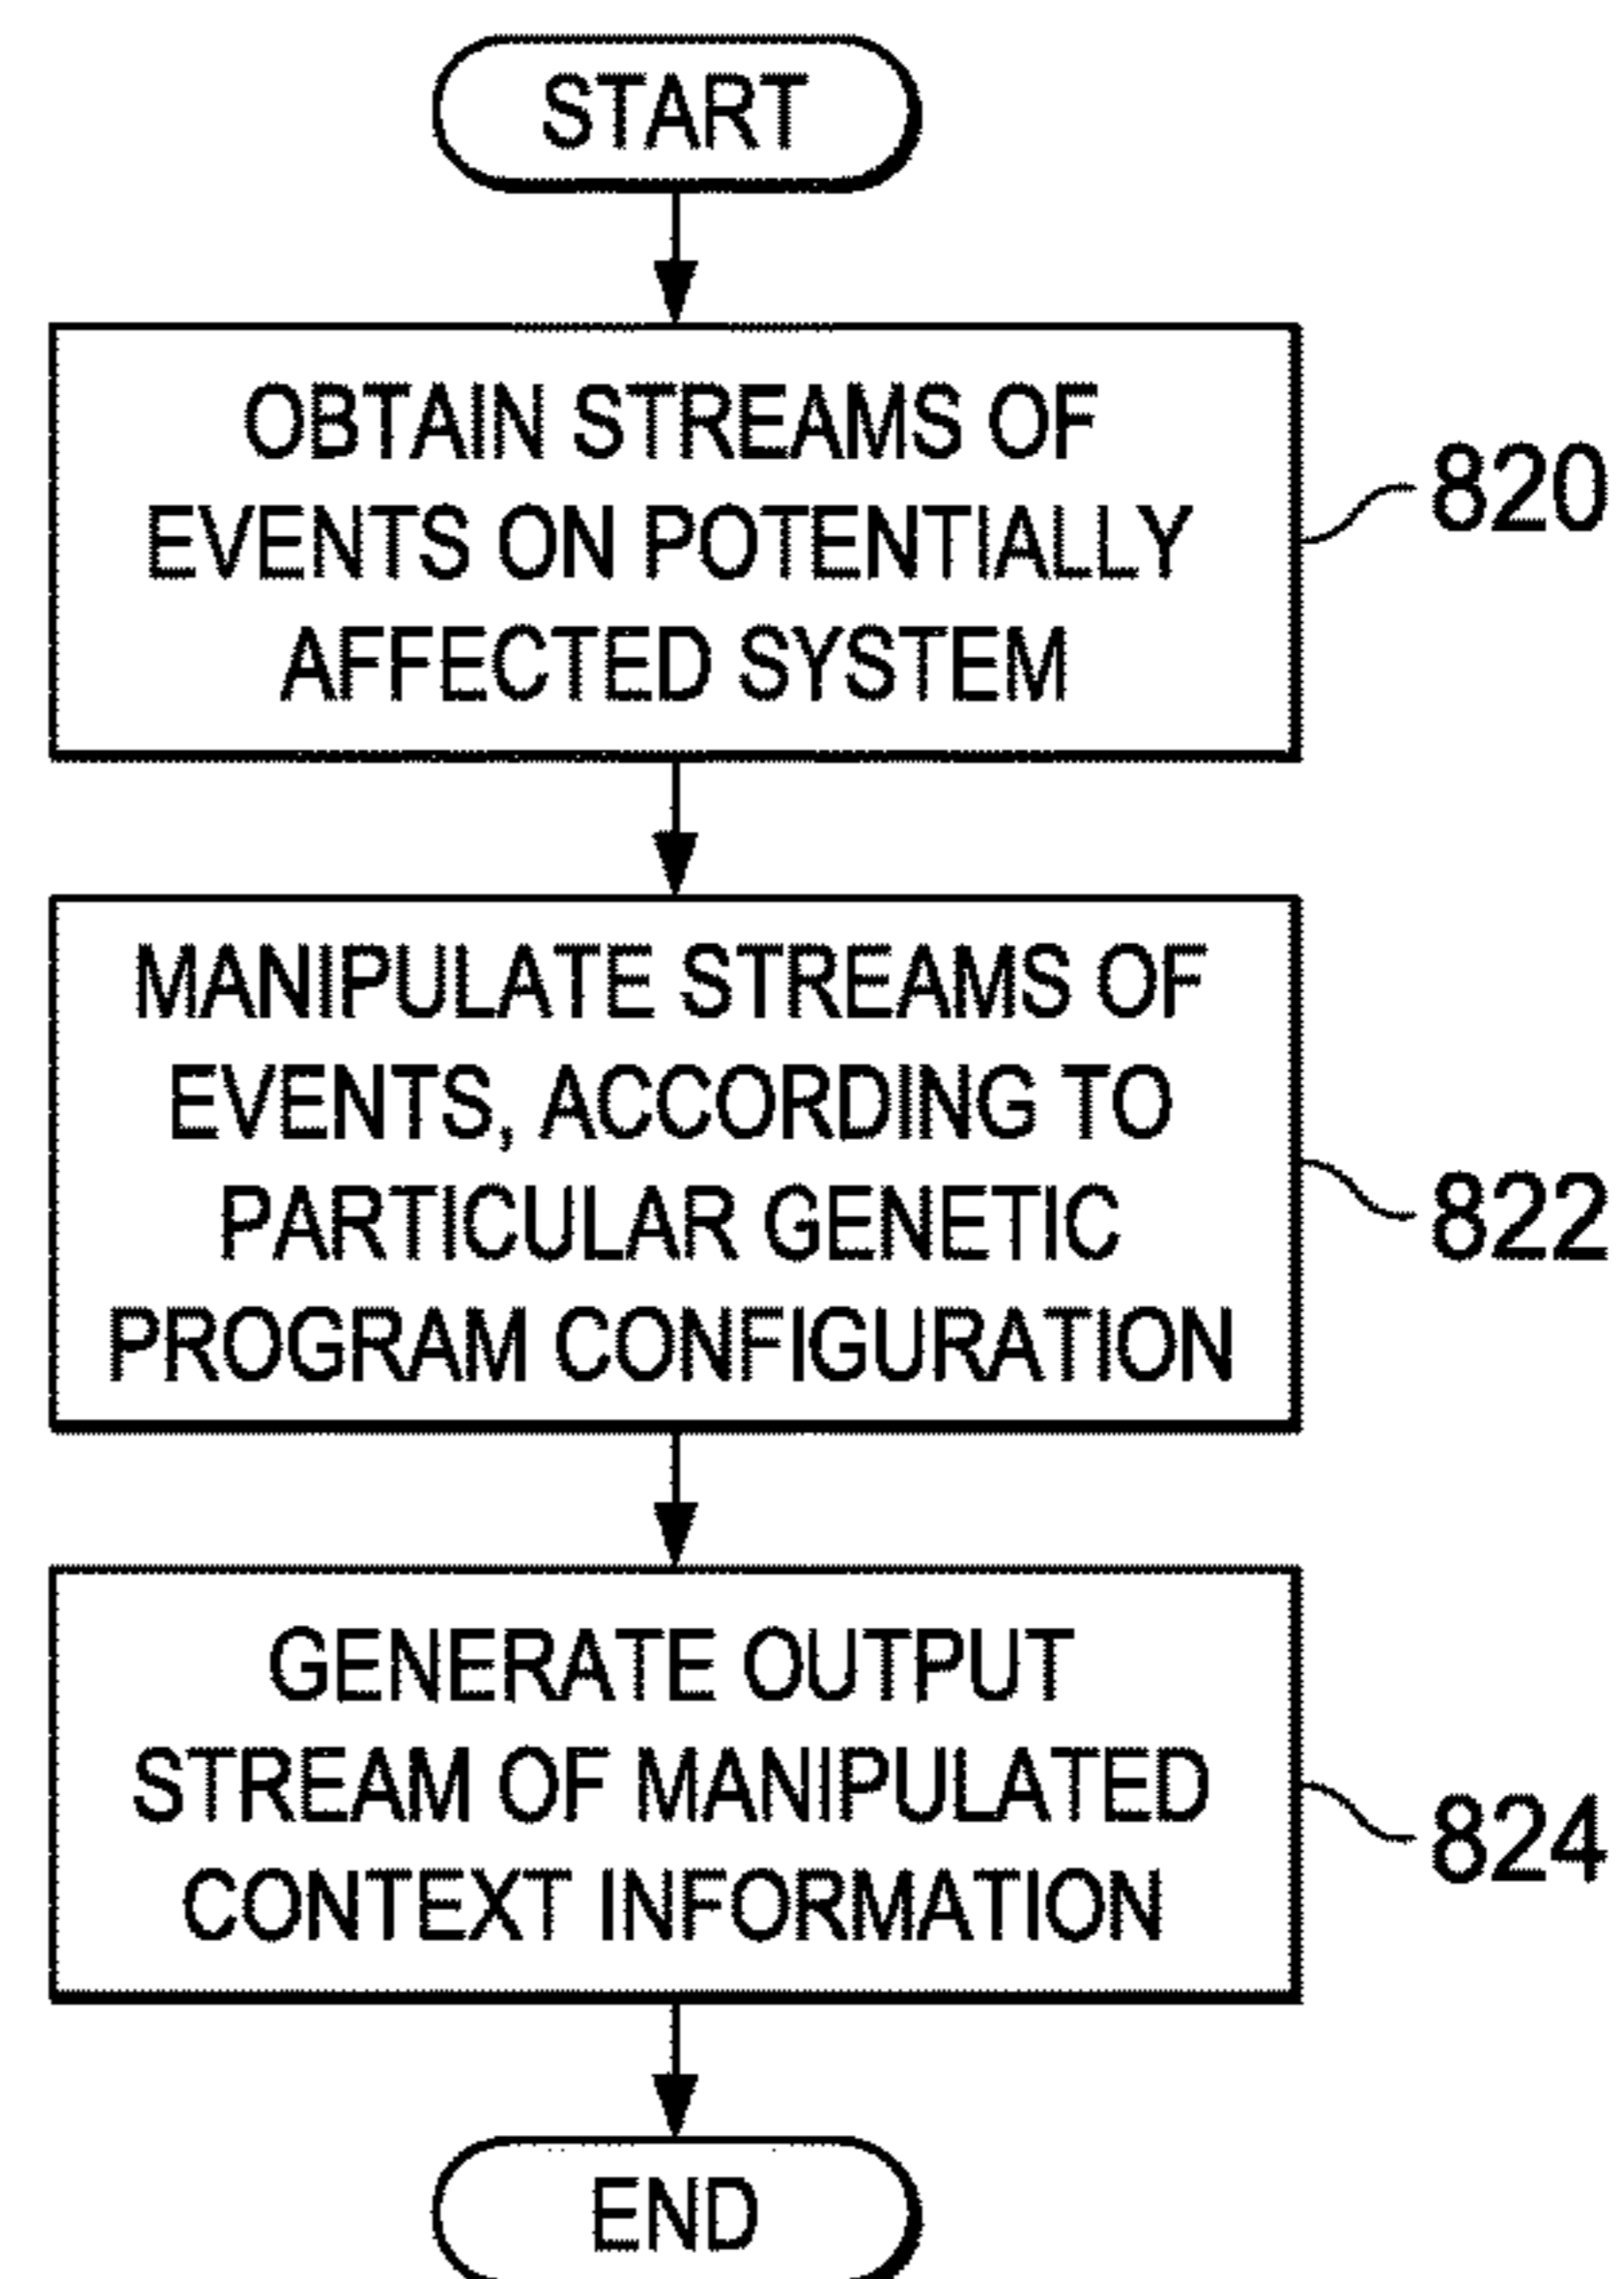 START
OBTAIN STREAMS OF
EVENTS ON POTENTIALLY
AFFECTED SYSTEM
820
MANIPULATE STREAMS OF
EVENTS, ACCORDING TO
PARTICULAR GENETIC
PROGRAM CONFIGURATION
822
GENERATE OUTPUT
STREAM OF MANIPULATED
CONTEXT INFORMATION
824
END